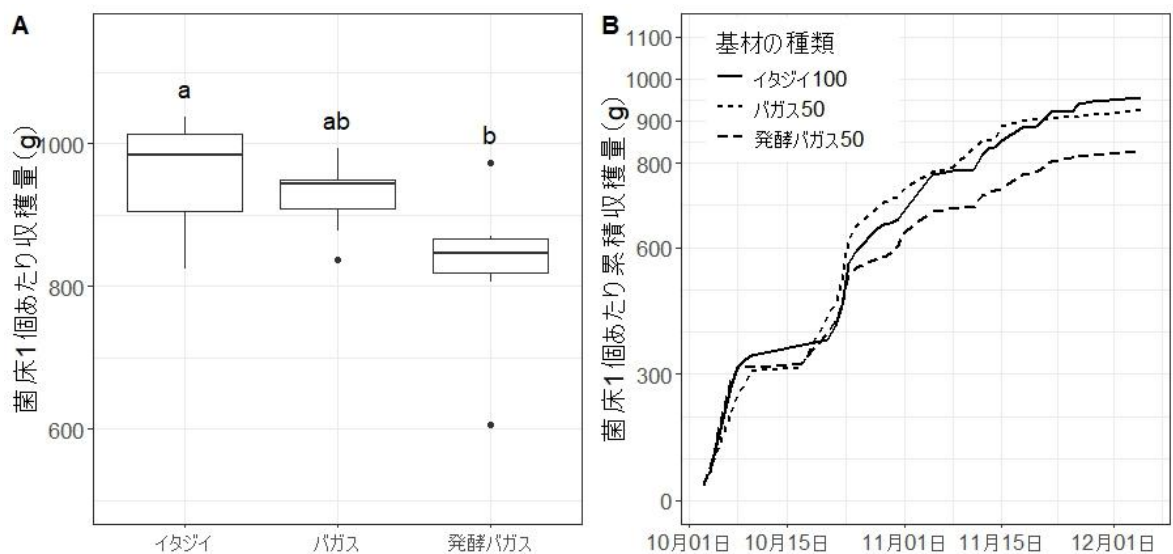 A
菌床1個あたり収穫量(g)
1000
800
600
a
ab
b
イタジイ
バガス
発酵バガス
B
菌床1個あたり累積収穫量(g)
1100
1000
900
800
600
300
0
基材の種類
イタジイ100
バガス50
発酵バガス50
10月01日
10月15日
11月01日
11月15日
12月01日